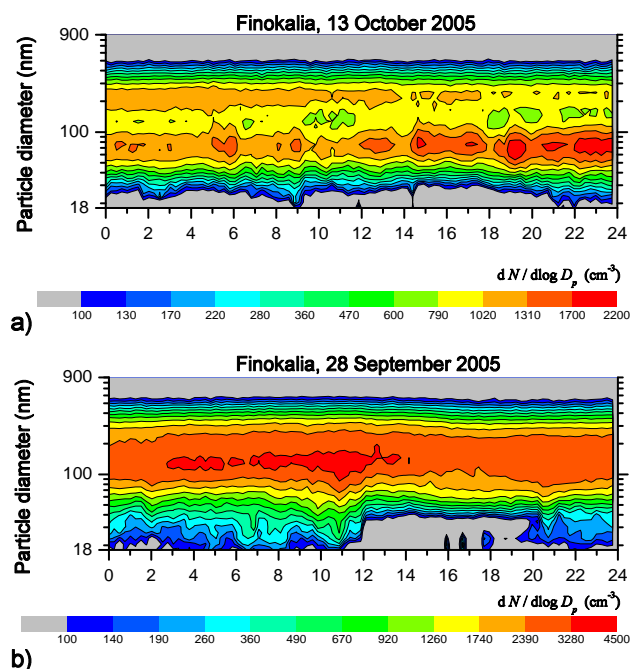 Finokalia, 13 October 2005
900
100
18
Particle diameter (nm)
0 2 4 6 8 10 12 14 16 18 20 22 24
dN/dlog Dp (cm-3)
100 130 170 220 280 360 470 600 790 1020 1310 1700 2200
a)
Finokalia, 28 September 2005
900
100
18
Particle diameter (nm)
0 2 4 6 8 10 12 14 16 18 20 22 24
dN/dlog Dp (cm-3)
100 140 190 260 360 490 670 920 1260 1740 2390 3280 4500
b)